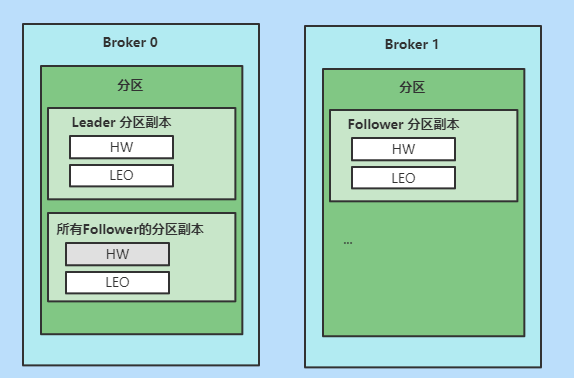 Broker 0
分区
Leader 分区副本
HW
LEO
所有Follower的分区副本
HW
LEO
Broker 1
分区
Follower 分区副本
HW
LEO
...